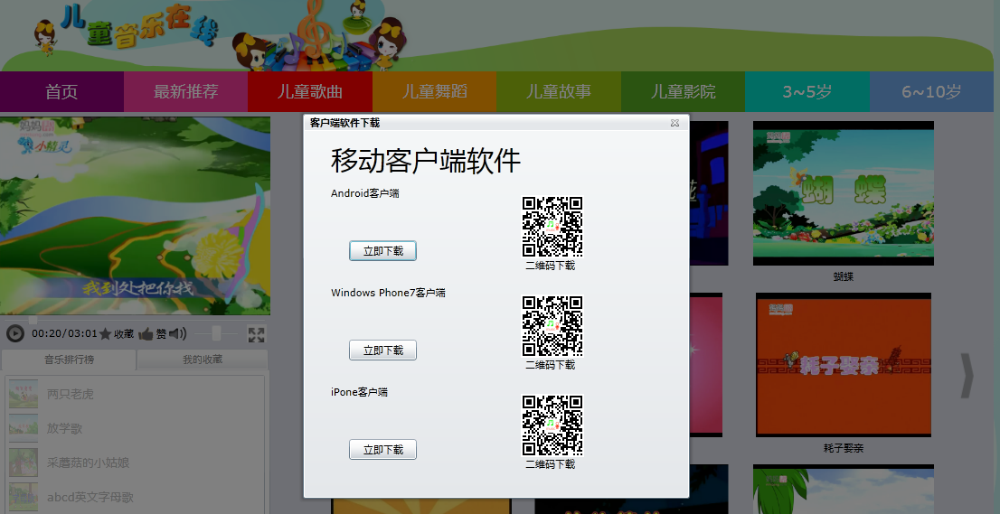 儿童音乐在线
首页
最新推荐
儿童歌曲
儿童舞蹈
儿童故事
儿童影院
3~5岁
6~10岁
小精灵
我到处把你找
00:20/03:01 收藏 赞
音乐排行榜
我的收藏
两只老虎
放学歌
采蘑菇的小姑娘
abcd英文字母歌
客户端软件下载
移动客户端软件
Android客户端
立即下载
二维码下载
Windows Phone7客户端
立即下载
二维码下载
iPone客户端
立即下载
二维码下载
蝴蝶
蝴蝶
耗子娶亲
耗子娶亲